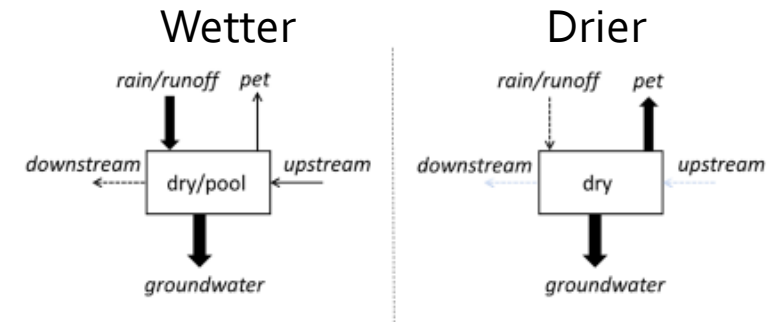 Wetter
rain/runoff pet
downstream
upstream
dry/pool
groundwater
Drier
rain/runoff pet
downstream
upstream
dry
groundwater